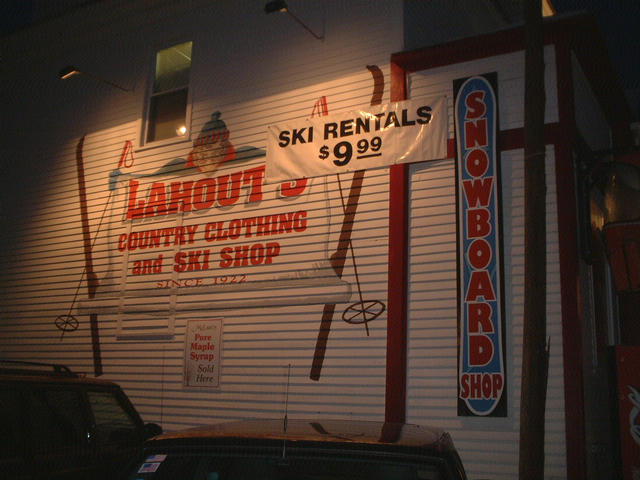 SKI RENTALS
$9.99
LAHOUT'S
COUNTRY CLOTHING
and SKI SHOP
SINCE 1922
Pure
Maple
Syrup
Sold
Here
SNOWBOARD
SHOP